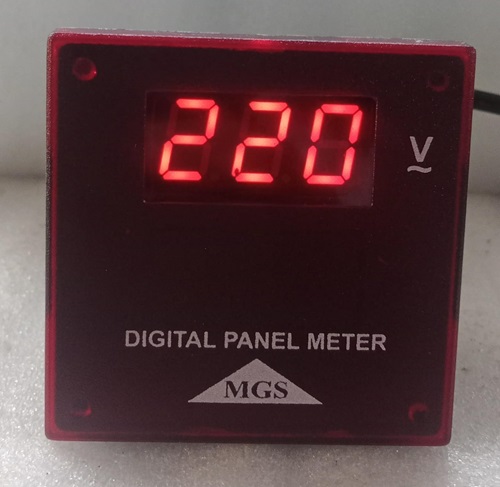 220
V
~
DIGITAL PANEL METER
MGS